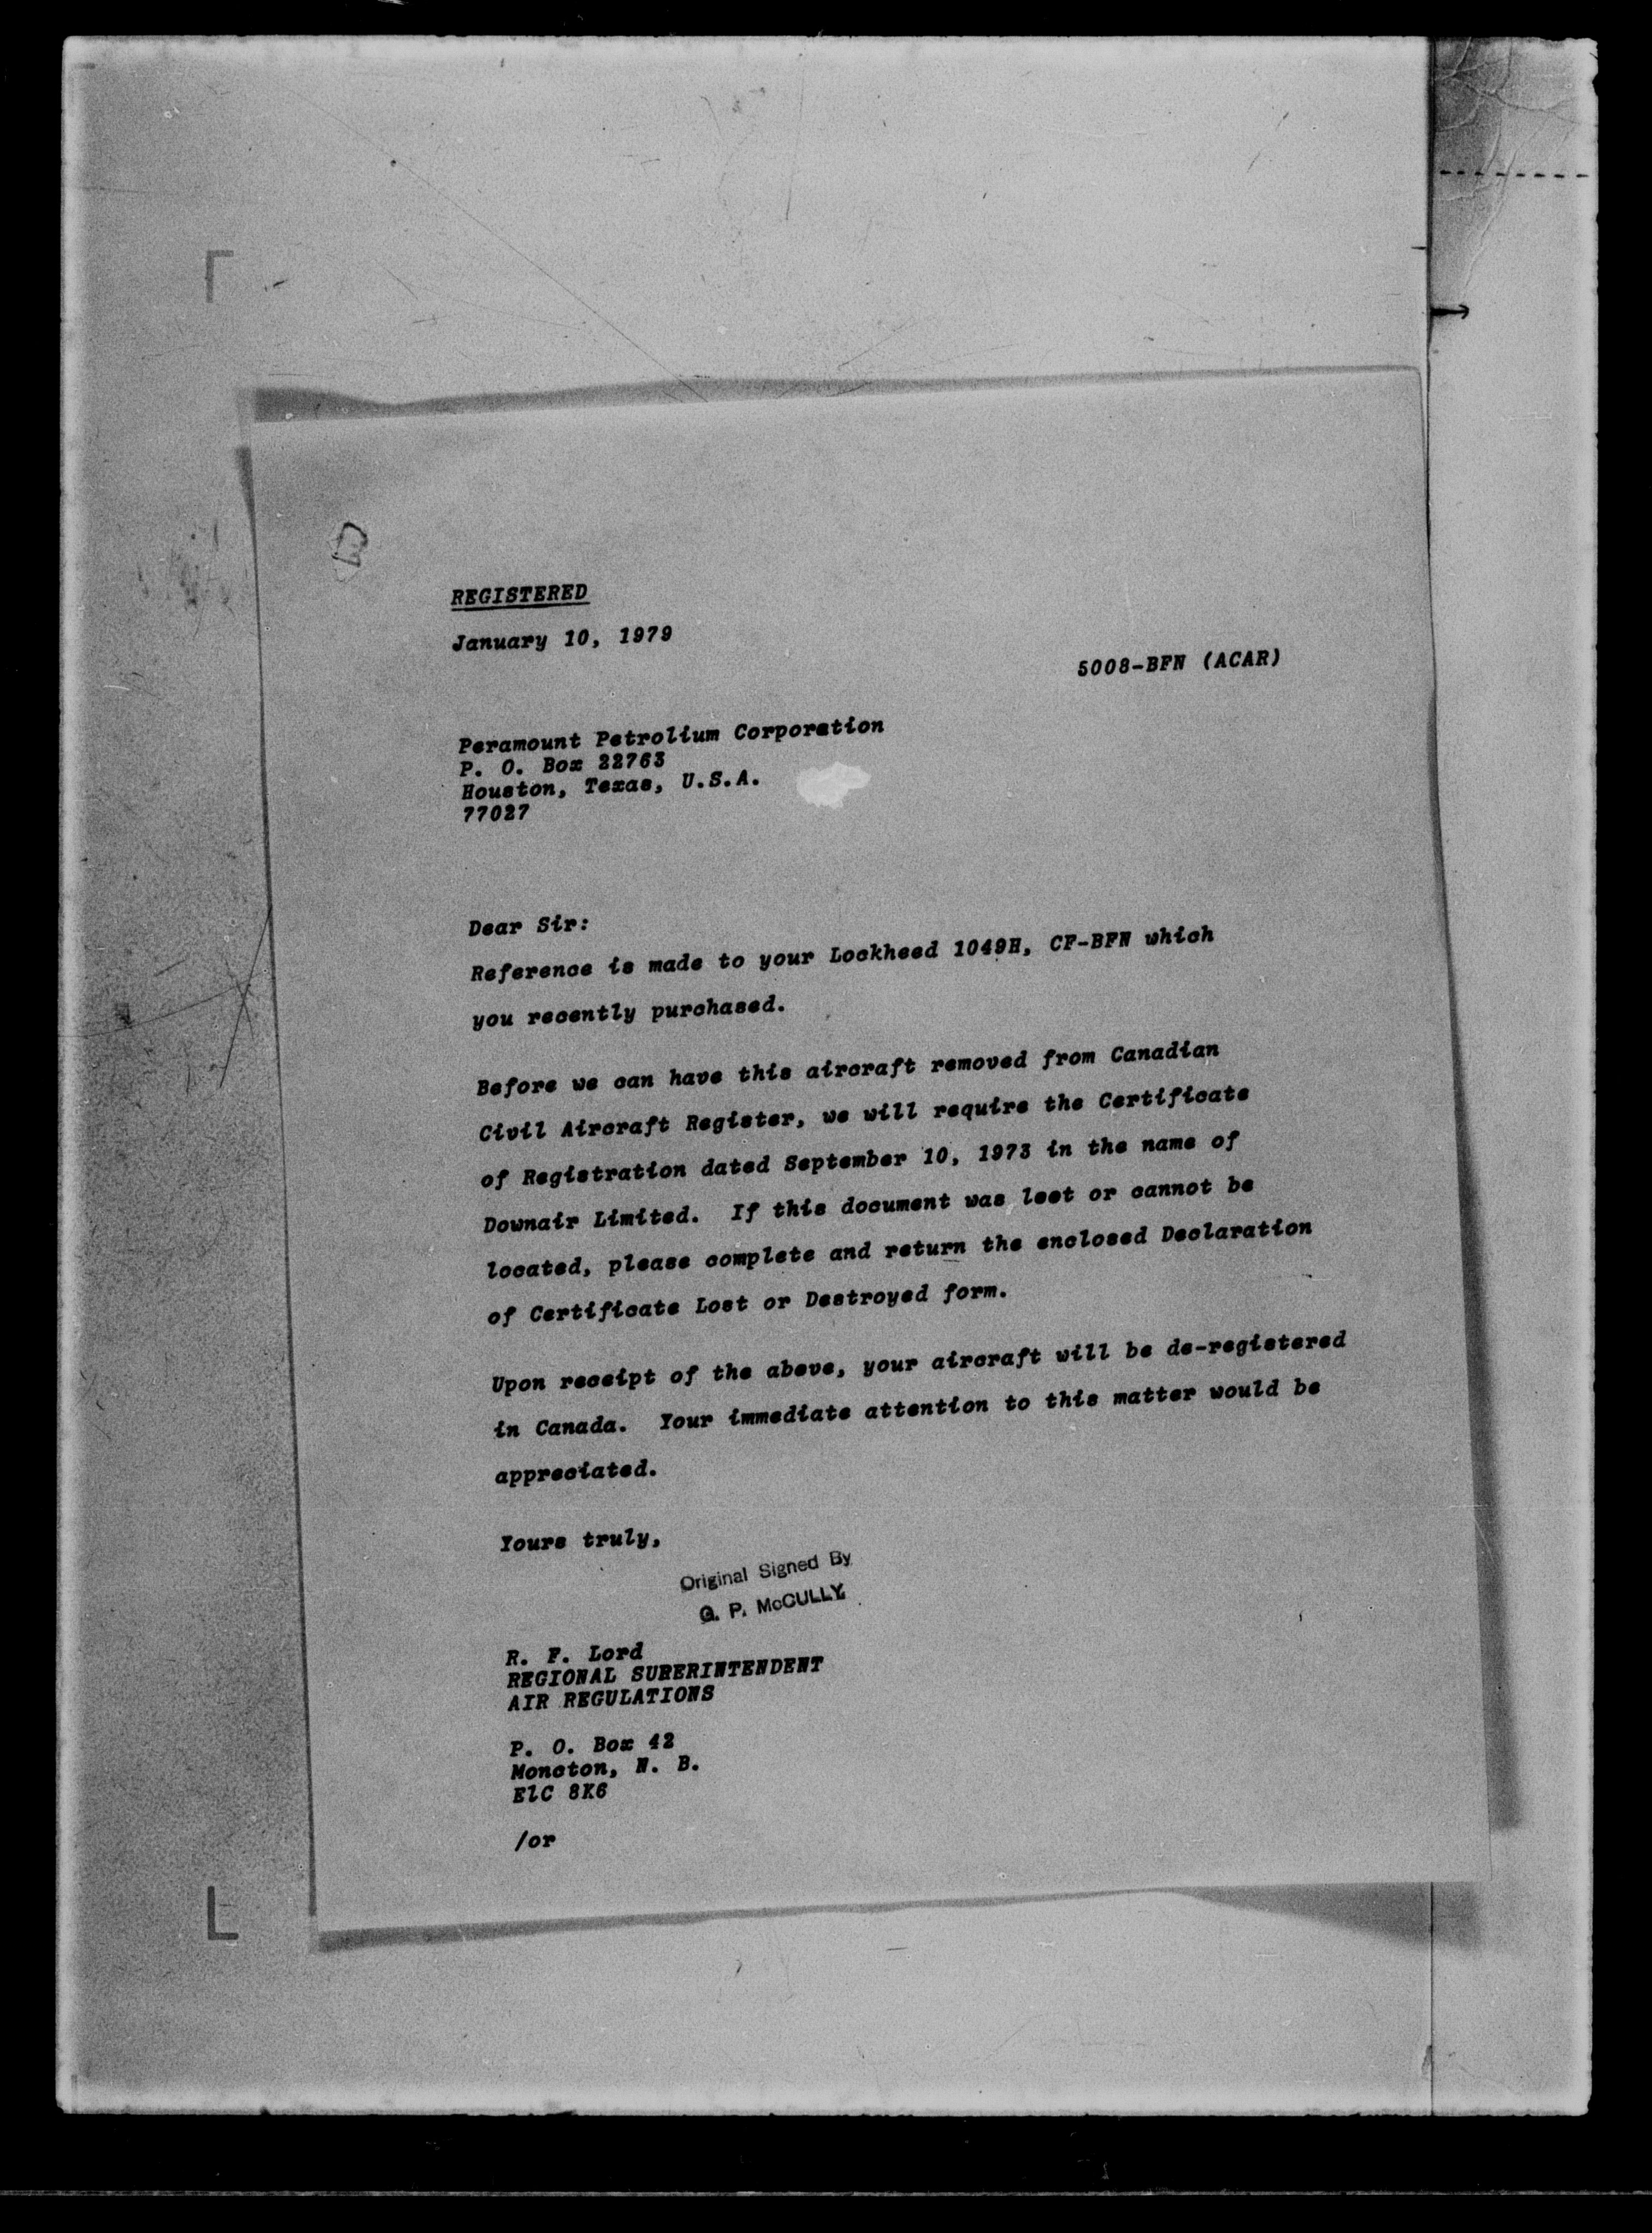 REGISTERED
January 10, 1979
5008-BFN (ACAR)
Paramount Petrolium Corporation
P. O. Box 22763
Houston, Texas, U.S.A.
77027
Dear Sir:
Reference is made to your Lockheed 1049H, CF-BFN which
you recently purchased.
Before we can have this aircraft removed from Canadian
Civil Aircraft Register, we will require the Certificate
of Registration dated September 10, 1973 in the name of
Downair Limited. If this document was lost or cannot be
located, please complete and return the enclosed Declaration
of Certificate Lost or Destroyed form.
Upon receipt of the above, your aircraft will be de-registered
in Canada. Your immediate attention to this matter would be
appreciated.
Yours truly,
Original Signed By
G. P. McCULLY
R. F. Lord
REGIONAL SUPERINTENDENT
AIR REGULATIONS
P. O. Box 42
Moncton, N. B.
E1C 8K6
/or